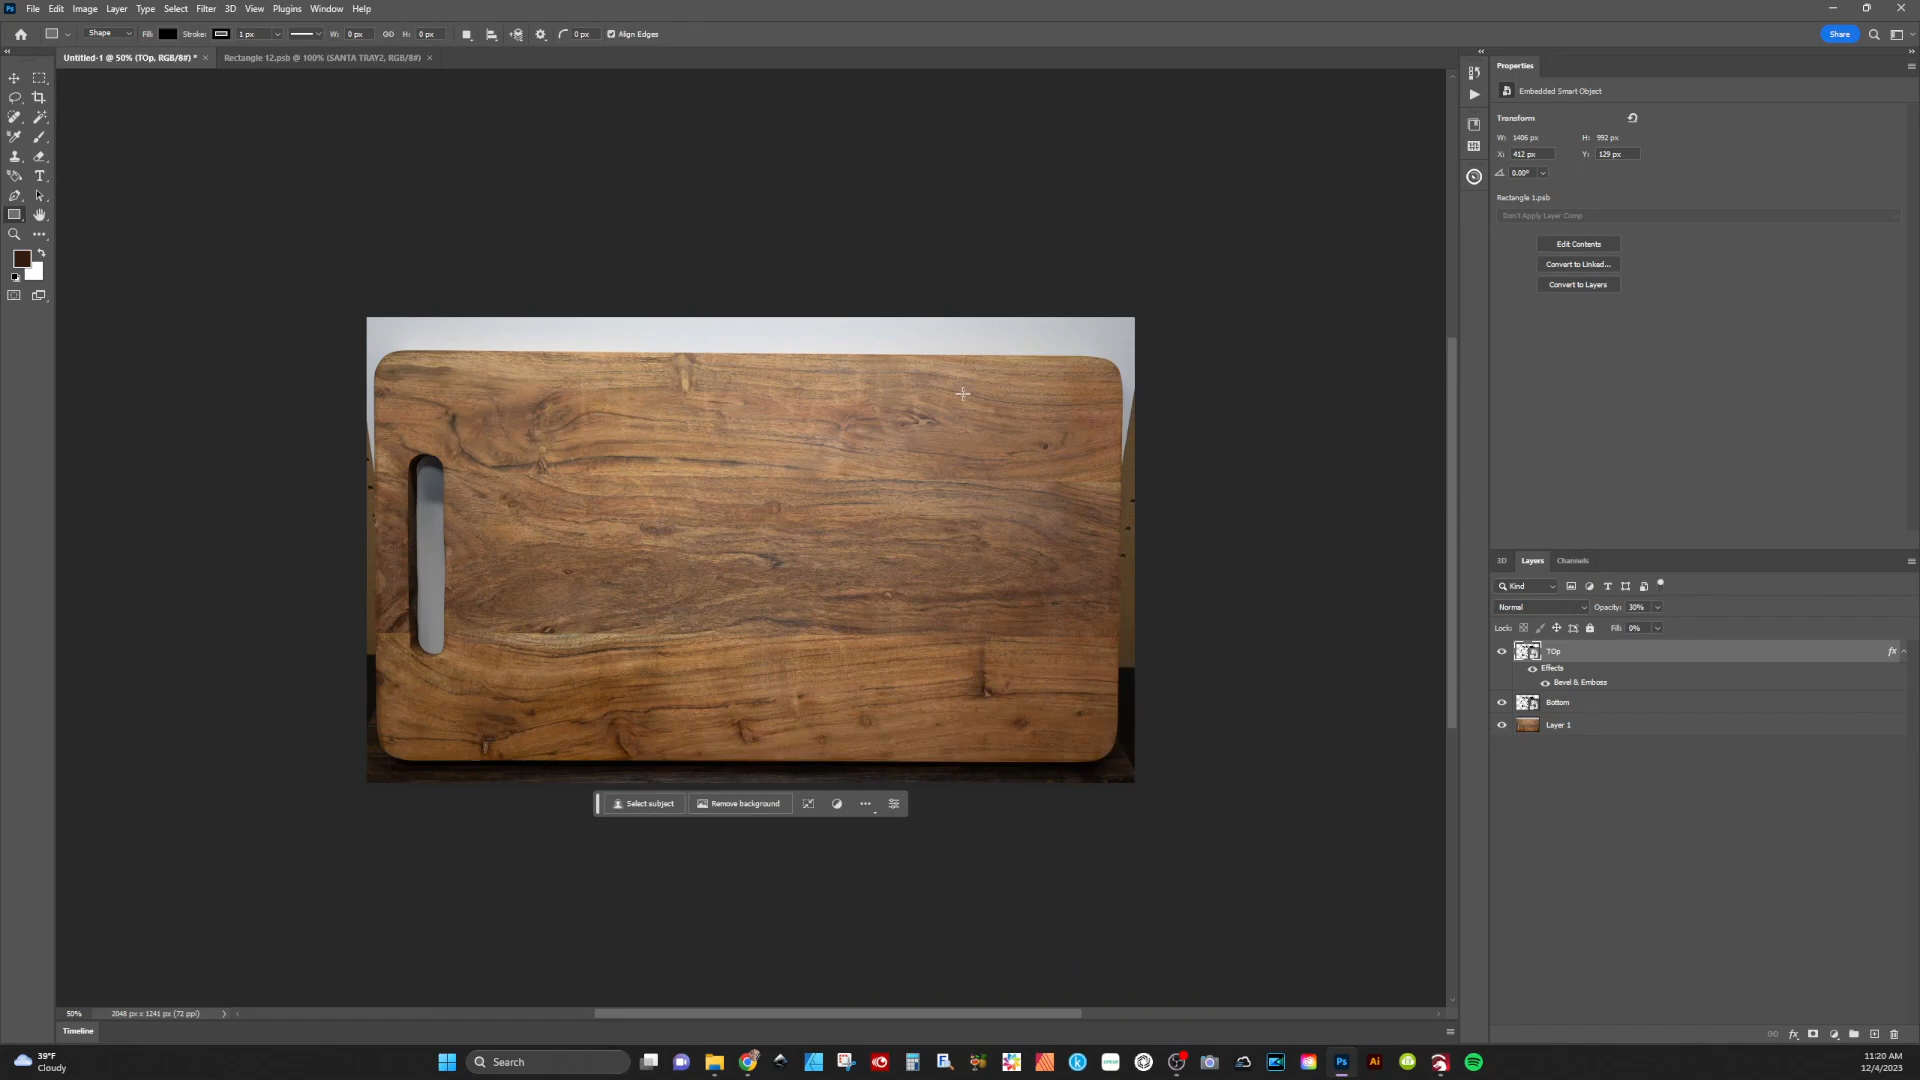 Ps File Edit Image Layer Type Select Filter 3D View Plugins Window Help
Shape Fill: Stroke: 1 px W: 0 px H: 0 px 0 px Align Edges Share
Untitled-1 @ 50% (TOp, RGB/8#) * × Rectangle 12.psb @ 100% (SANTA TRAY2, RGB/8#) ×
Properties
Embedded Smart Object
Transform
W: 1406 px H: 992 px
X: 412 px Y: 129 px
0.00°
Rectangle 1.psb
Don't Apply Layer Comp
Edit Contents
Convert to Linked...
Convert to Layers
3D Layers Channels
Kind
Normal Opacity: 30%
Lock: Fill: 0%
TOp fx
Effects
Bevel & Emboss
Bottom
Layer 1
Select subject Remove background
50% 2048 px x 1241 px (72 ppi)
Timeline
39°F
Cloudy
Search
Ps Ai
11:20 AM
12/4/2023